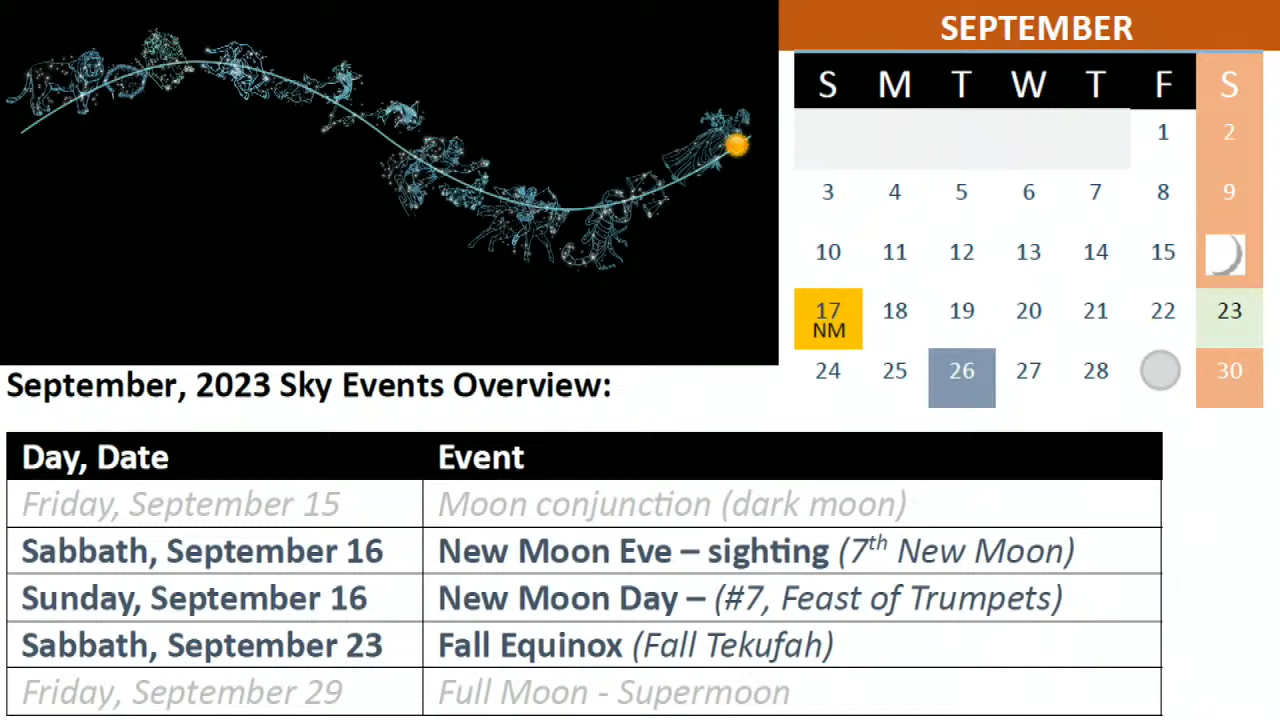 SEPTEMBER
S M T W T F S
1 2
3 4 5 6 7 8 9
10 11 12 13 14 15
17 18 19 20 21 22 23
NM
24 25 26 27 28 30
September, 2023 Sky Events Overview:
Day, Date Event
Friday, September 15 Moon conjunction (dark moon)
Sabbath, September 16 New Moon Eve – sighting (7th New Moon)
Sunday, September 16 New Moon Day – (#7, Feast of Trumpets)
Sabbath, September 23 Fall Equinox (Fall Tekufah)
Friday, September 29 Full Moon - Supermoon